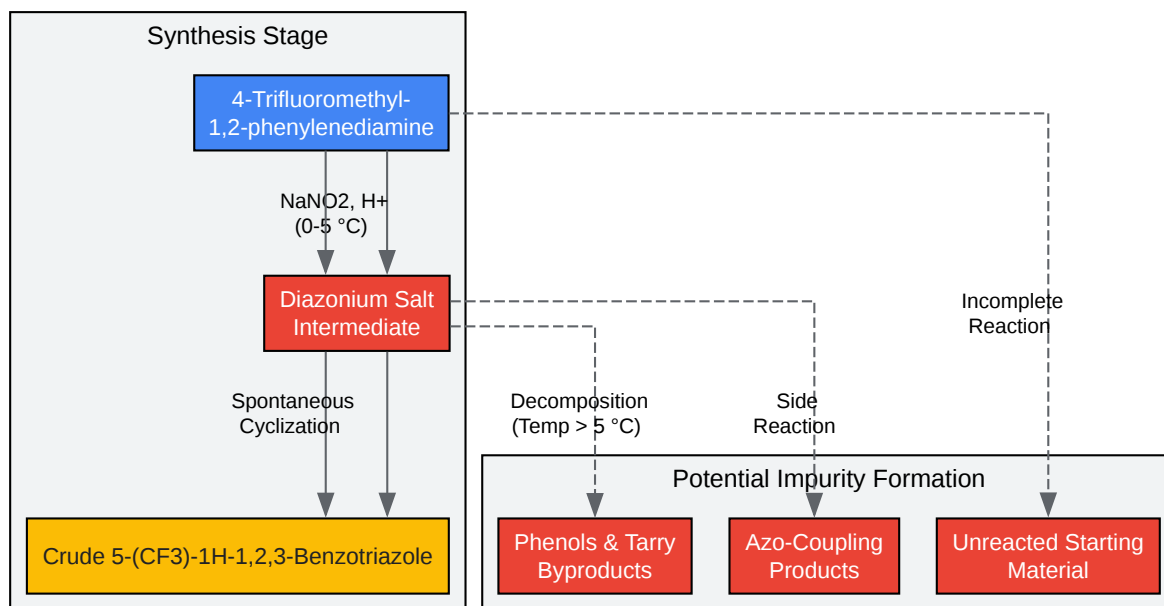 Synthesis Stage
4-Trifluoromethyl-
1,2-phenylenediamine
NaNO2, H+
(0-5 °C)
Diazonium Salt
Intermediate
Incomplete
Reaction
Spontaneous
Cyclization
Decomposition
(Temp > 5 °C)
Side
Reaction
Potential Impurity Formation
Crude 5-(CF3)-1H-1,2,3-Benzotriazole
Phenols & Tarry
Byproducts
Azo-Coupling
Products
Unreacted Starting
Material